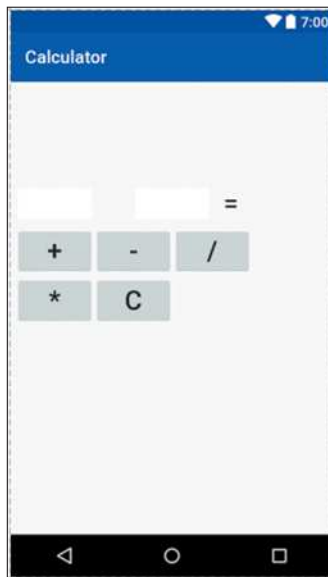 7:00
Calculator
=
+ - /
* C